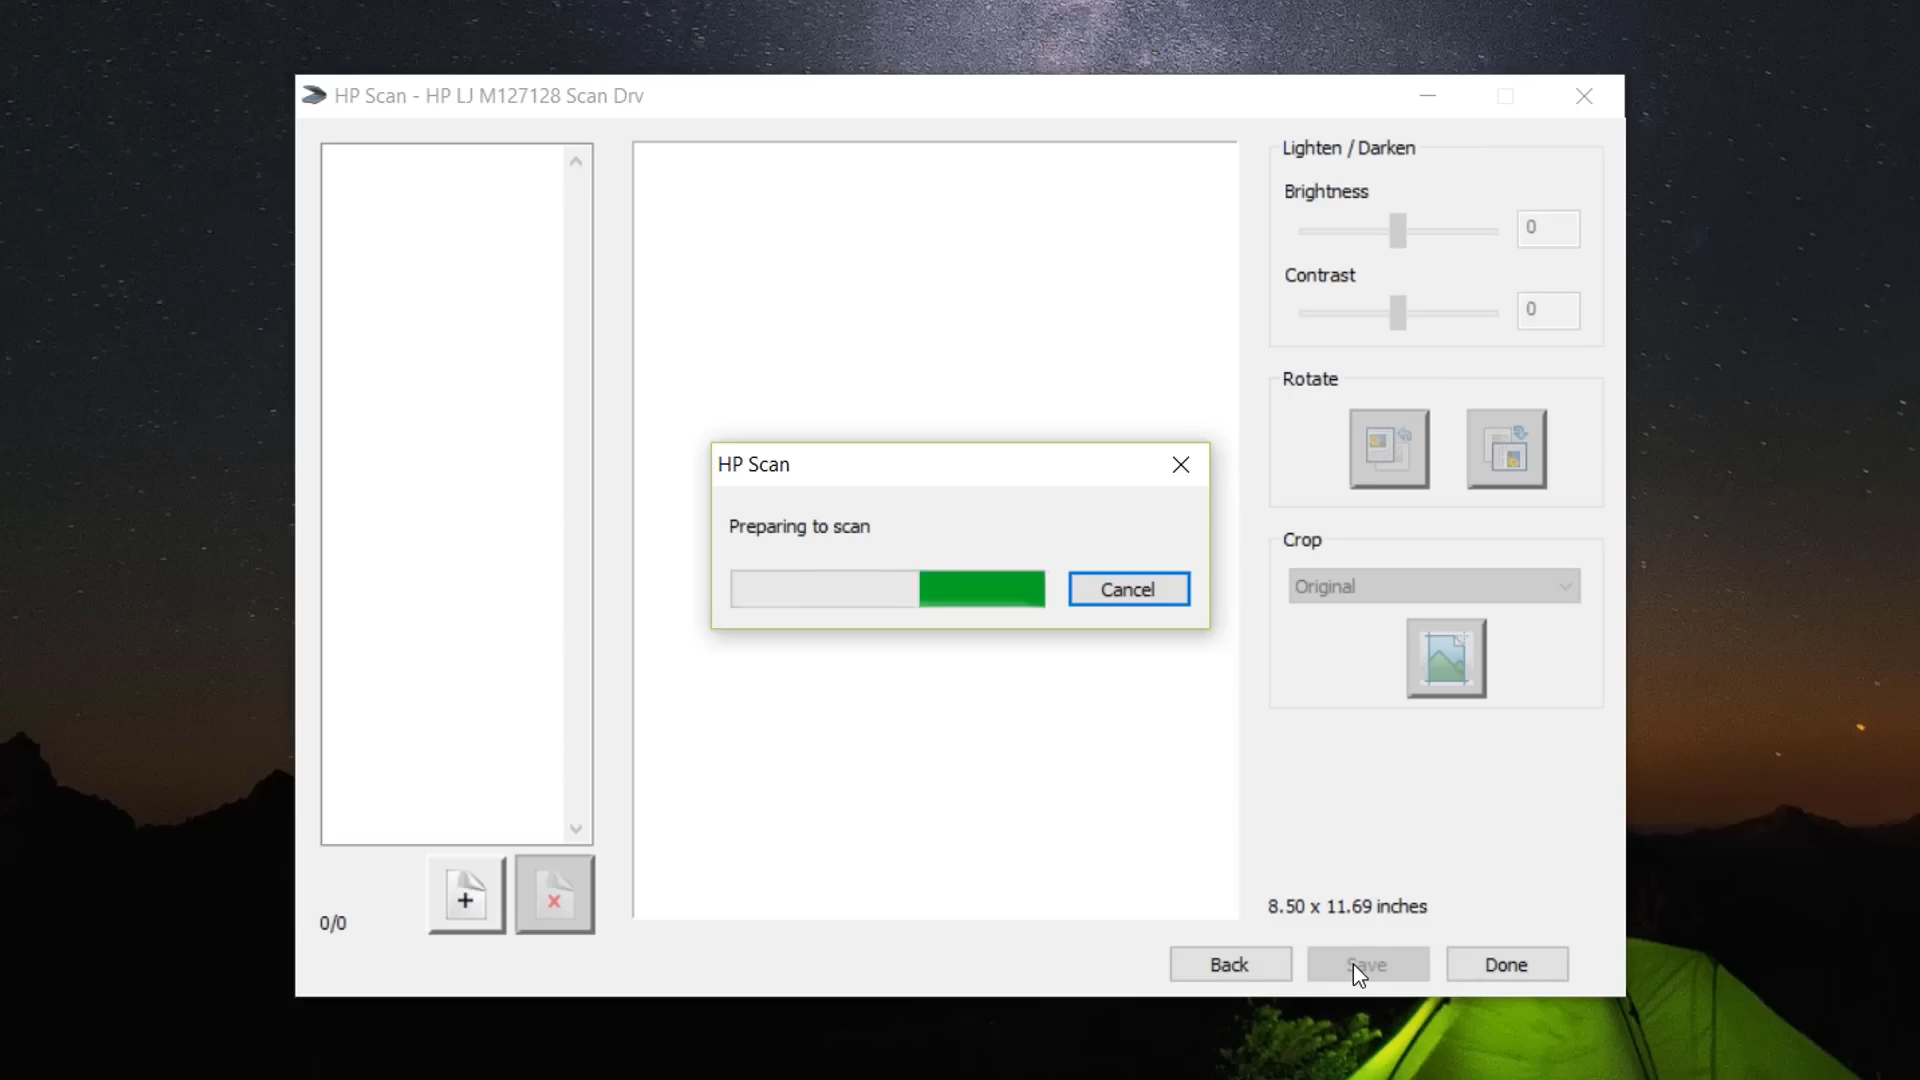 HP Scan - HP LJ M127128 Scan Drv
Lighten / Darken
Brightness
0
Contrast
0
Rotate
HP Scan
Preparing to scan
Cancel
Crop
Original
8.50 x 11.69 inches
0/0
Back
Save
Done